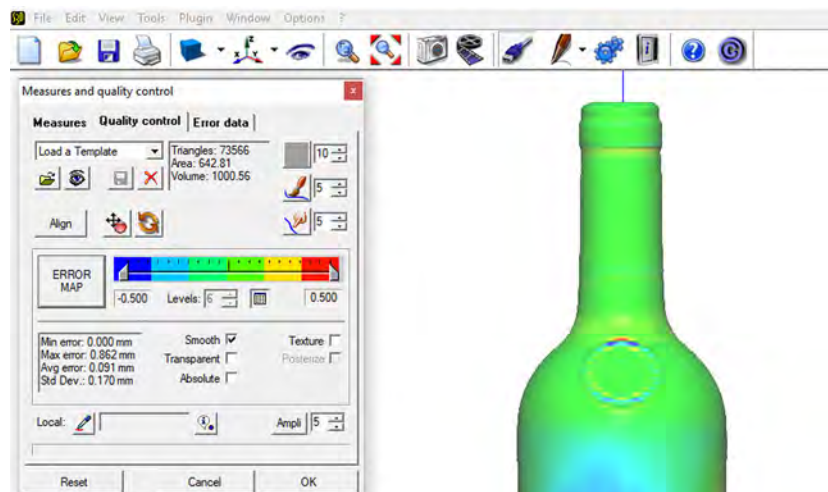 File Edit View Tools Plugin Window Options ?
Measures and quality control
x
Measures Quality control Error data
Load a Template
Triangles: 73566
Area: 642.81
Volume: 1000.56
10
5
Align
5
ERROR MAP
-0.500 Levels: 6 0.500
Min error: 0.000 mm
Max error: 0.862 mm
Avg error: 0.091 mm
Std Dev.: 0.170 mm
Smooth
Texture
Transparent
Posterize
Absolute
Local:
Ampli 5
Reset Cancel OK